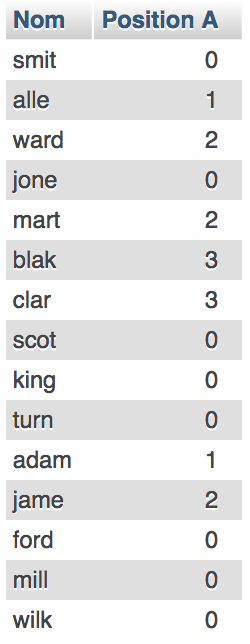 Nom Position A
smit 0
alle 1
ward 2
jone 0
mart 2
blak 3
clar 3
scot 0
king 0
turn 0
adam 1
jame 2
ford 0
mill 0
wilk 0